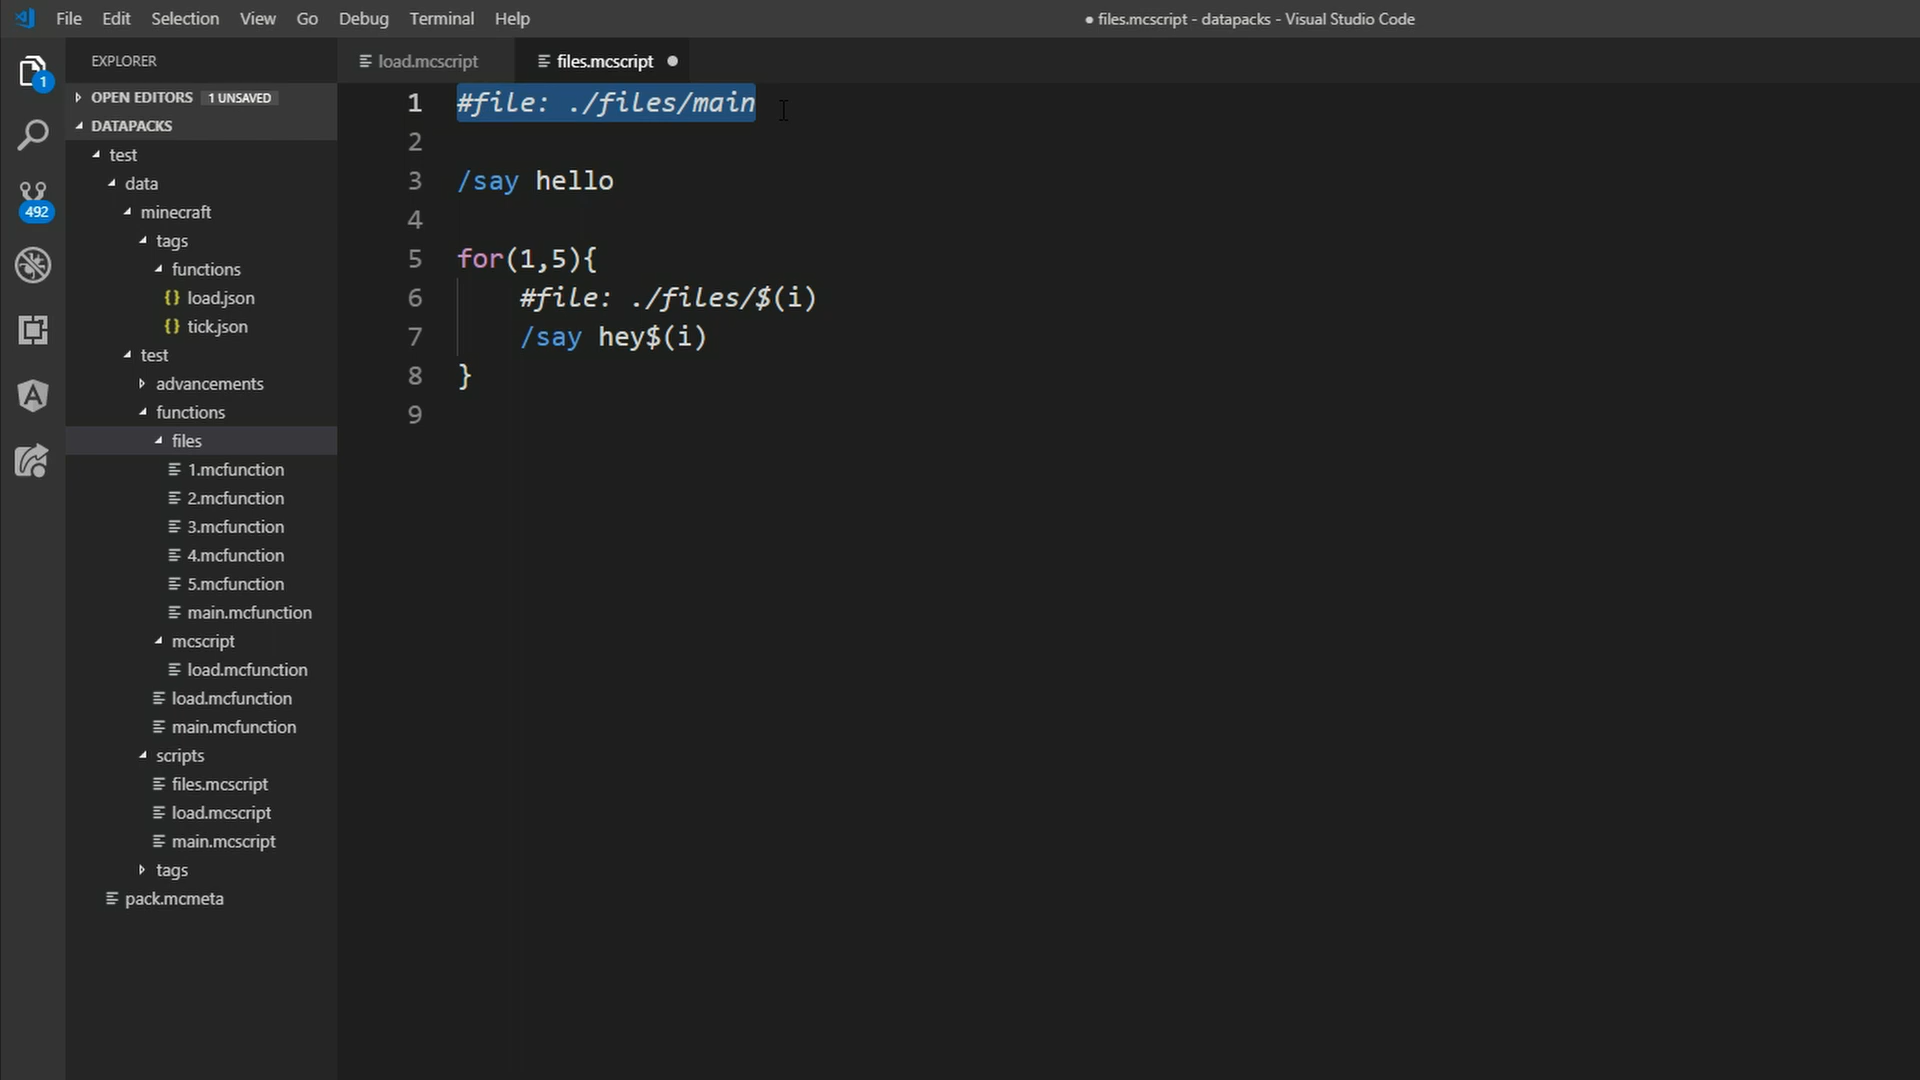 File Edit Selection View Go Debug Terminal Help
● files.mcscript - datapacks - Visual Studio Code
1
492
EXPLORER
OPEN EDITORS 1 UNSAVED
DATAPACKS
test
data
minecraft
tags
functions
{} load.json
{} tick.json
test
advancements
functions
files
1.mcfunction
2.mcfunction
3.mcfunction
4.mcfunction
5.mcfunction
main.mcfunction
mcscript
load.mcfunction
load.mcfunction
main.mcfunction
scripts
files.mcscript
load.mcscript
main.mcscript
tags
pack.mcmeta
load.mcscript files.mcscript ●
1 #file: ./files/main
2
3 /say hello
4
5 for(1,5){
6 #file: ./files/$(i)
7 /say hey$(i)
8 }
9